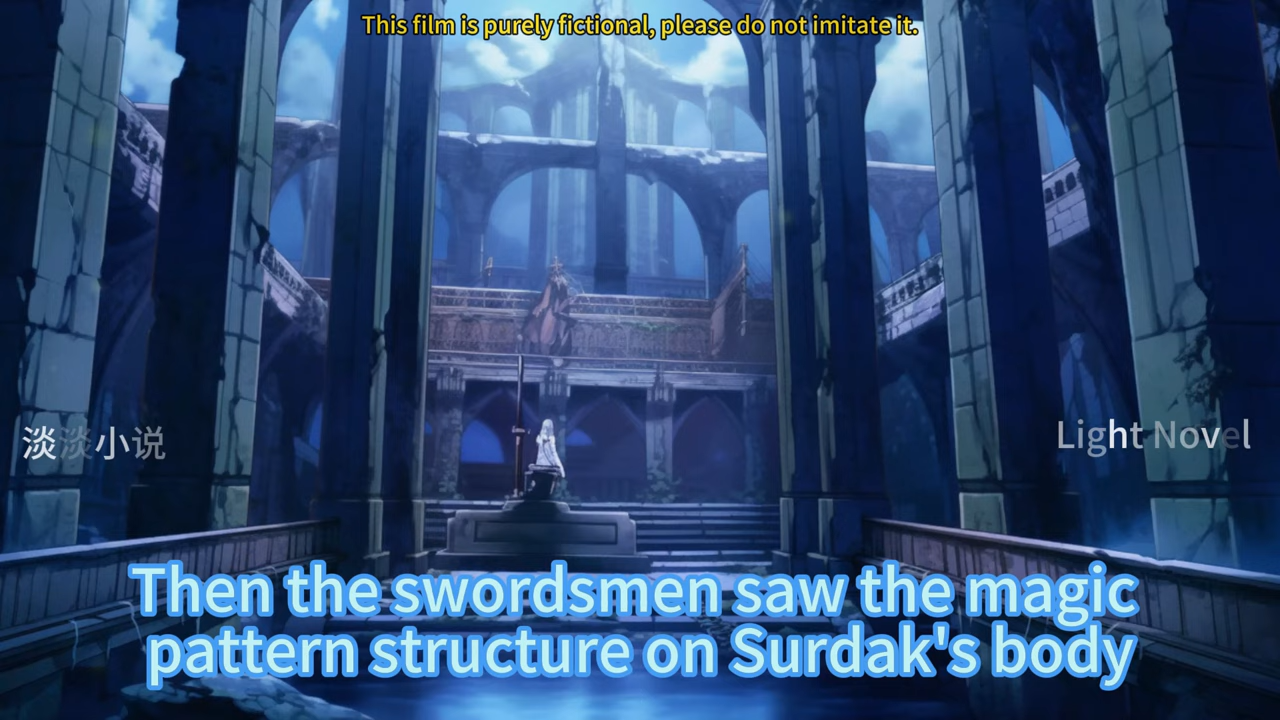 This film is purely fictional, please do not imitate it.
淡淡小说
Light Novel
Then the swordsmen saw the magic
pattern structure on Surdak's body